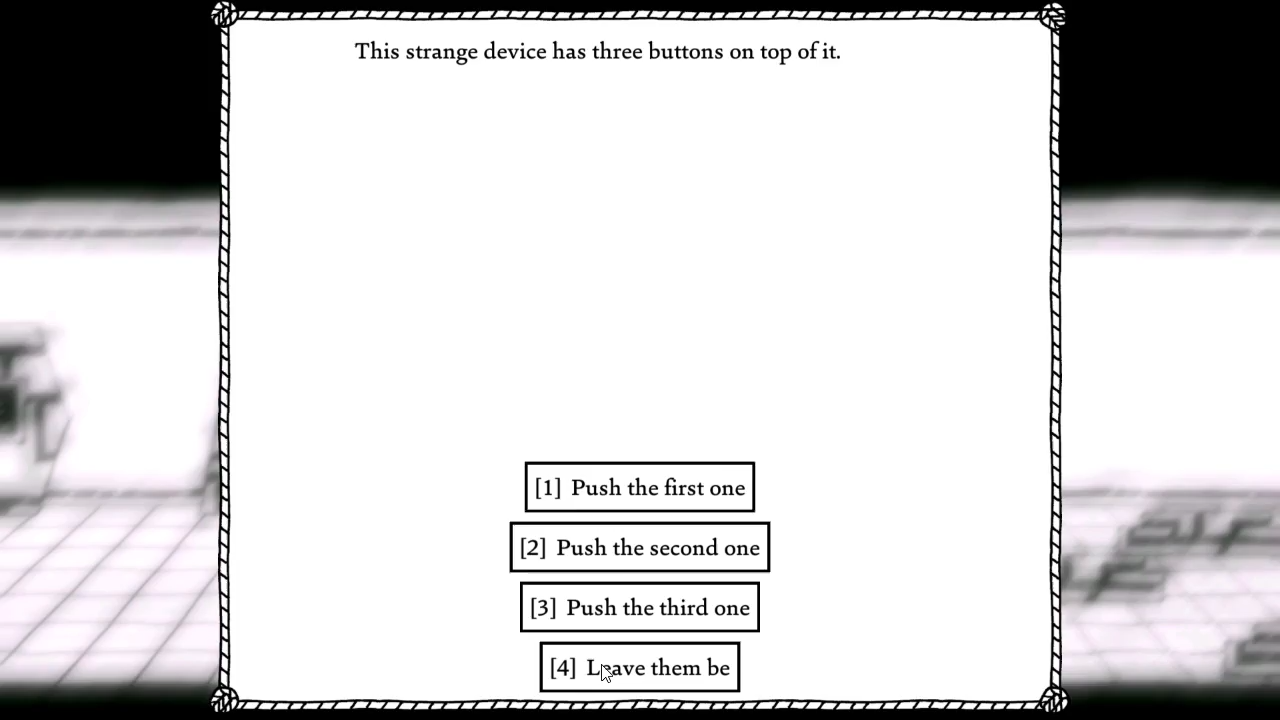 This strange device has three buttons on top of it.
[1] Push the first one
[2] Push the second one
[3] Push the third one
[4] Leave them be